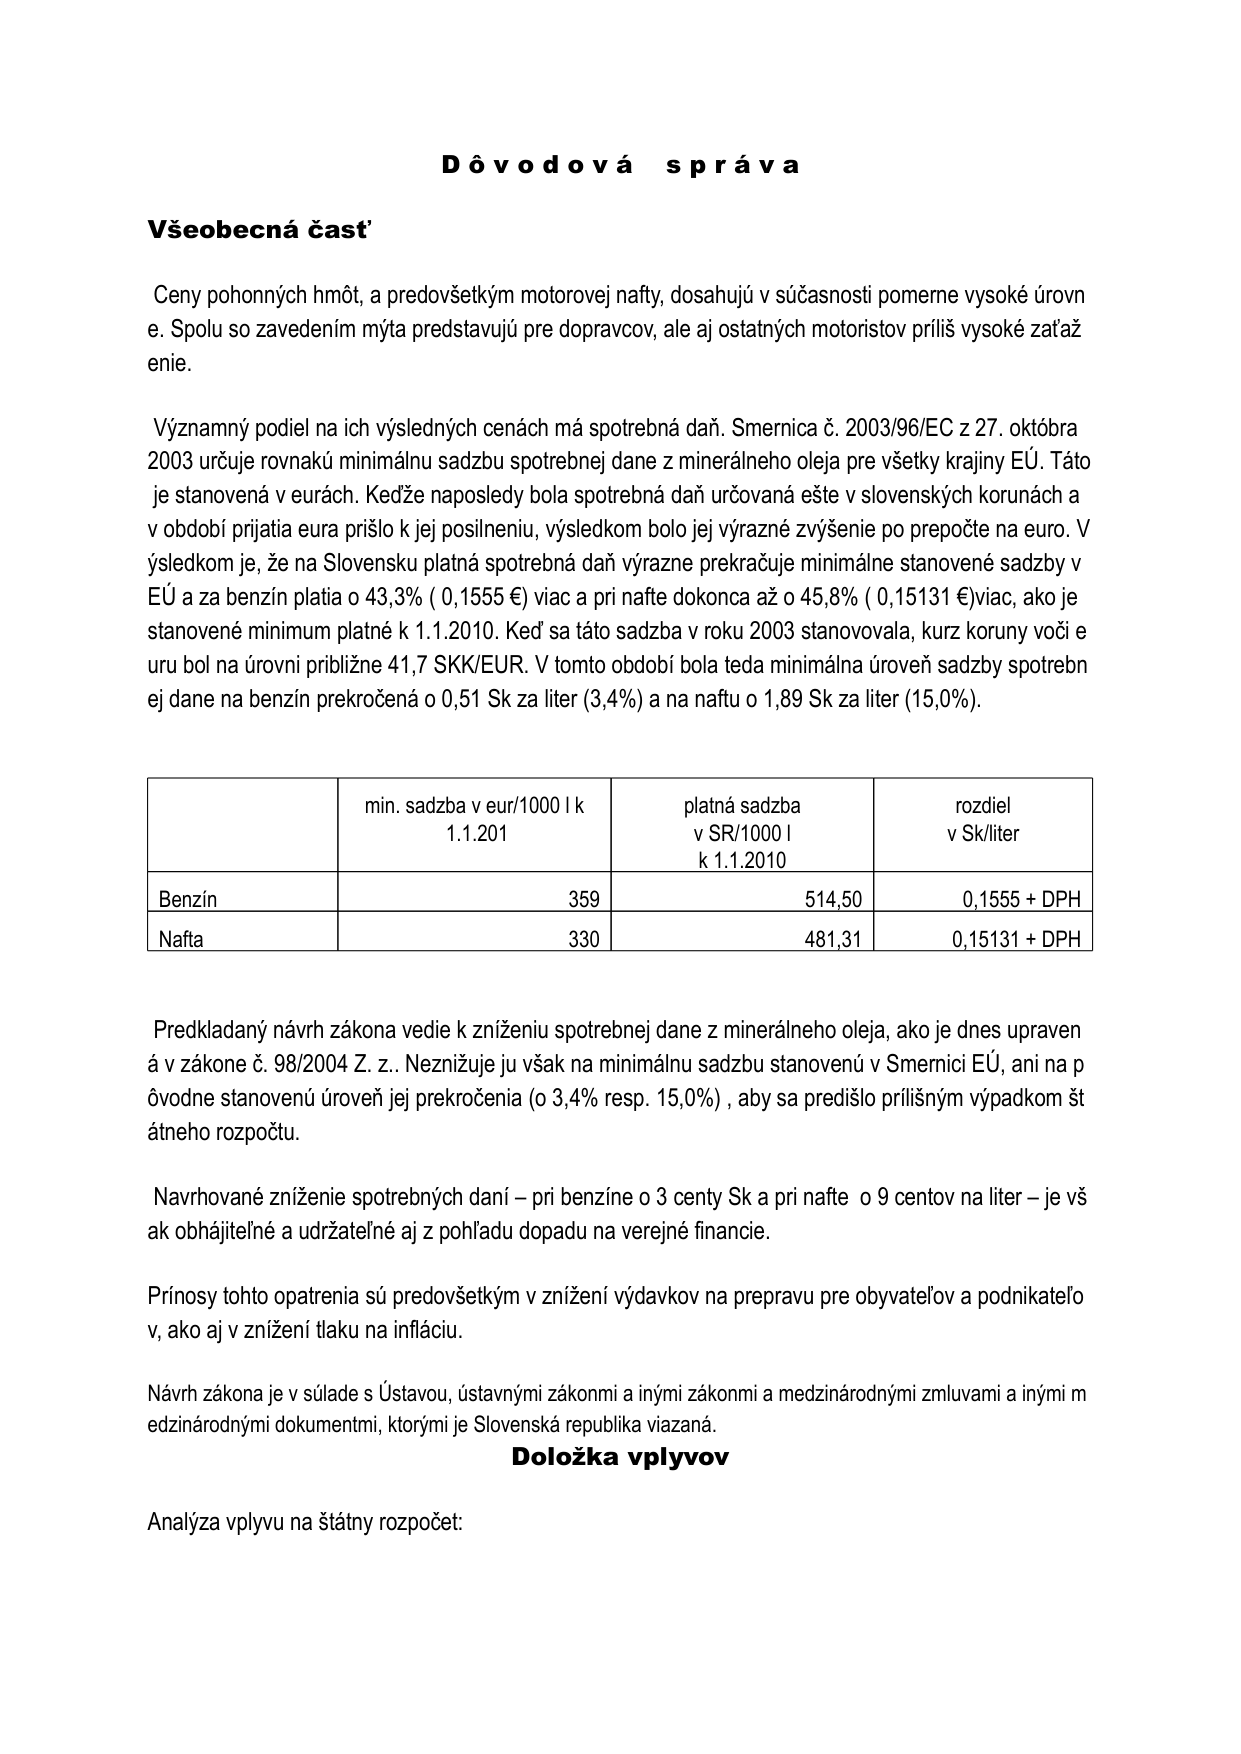 D ô v o d o v á   s p r á v a
Všeobecná časť
Ceny pohonných hmôt, a predovšetkým motorovej nafty, dosahujú v súčasnosti pomerne vysoké úrovn
e. Spolu so zavedením mýta predstavujú pre dopravcov, ale aj ostatných motoristov príliš vysoké zaťaž
enie.
Významný podiel na ich výsledných cenách má spotrebná daň. Smernica č. 2003/96/EC z 27. októbra
2003 určuje rovnakú minimálnu sadzbu spotrebnej dane z minerálneho oleja pre všetky krajiny EÚ. Táto
je stanovená v eurách. Keďže naposledy bola spotrebná daň určovaná ešte v slovenských korunách a
v období prijatia eura prišlo k jej posilneniu, výsledkom bolo jej výrazné zvýšenie po prepočte na euro. V
ýsledkom je, že na Slovensku platná spotrebná daň výrazne prekračuje minimálne stanovené sadzby v
EÚ a za benzín platia o 43,3% ( 0,1555 €) viac a pri nafte dokonca až o 45,8% ( 0,15131 €)viac, ako je
stanovené minimum platné k 1.1.2010. Keď sa táto sadzba v roku 2003 stanovovala, kurz koruny voči e
uru bol na úrovni približne 41,7 SKK/EUR. V tomto období bola teda minimálna úroveň sadzby spotrebn
ej dane na benzín prekročená o 0,51 Sk za liter (3,4%) a na naftu o 1,89 Sk za liter (15,0%).
min. sadzba v eur/1000 l k
1.1.201
platná sadzba
v SR/1000 l
k 1.1.2010
rozdiel
v Sk/liter
Benzín 359 514,50 0,1555 + DPH
Nafta 330 481,31 0,15131 + DPH
Predkladaný návrh zákona vedie k zníženiu spotrebnej dane z minerálneho oleja, ako je dnes upraven
á v zákone č. 98/2004 Z. z.. Neznižuje ju však na minimálnu sadzbu stanovenú v Smernici EÚ, ani na p
ôvodne stanovenú úroveň jej prekročenia (o 3,4% resp. 15,0%) , aby sa predišlo prílišným výpadkom št
átneho rozpočtu.
Navrhované zníženie spotrebných daní – pri benzíne o 3 centy Sk a pri nafte  o 9 centov na liter – je vš
ak obhájiteľné a udržateľné aj z pohľadu dopadu na verejné financie.
Prínosy tohto opatrenia sú predovšetkým v znížení výdavkov na prepravu pre obyvateľov a podnikateľo
v, ako aj v znížení tlaku na infláciu.
Návrh zákona je v súlade s Ústavou, ústavnými zákonmi a inými zákonmi a medzinárodnými zmluvami a inými m
edzinárodnými dokumentmi, ktorými je Slovenská republika viazaná.
Doložka vplyvov
Analýza vplyvu na štátny rozpočet: